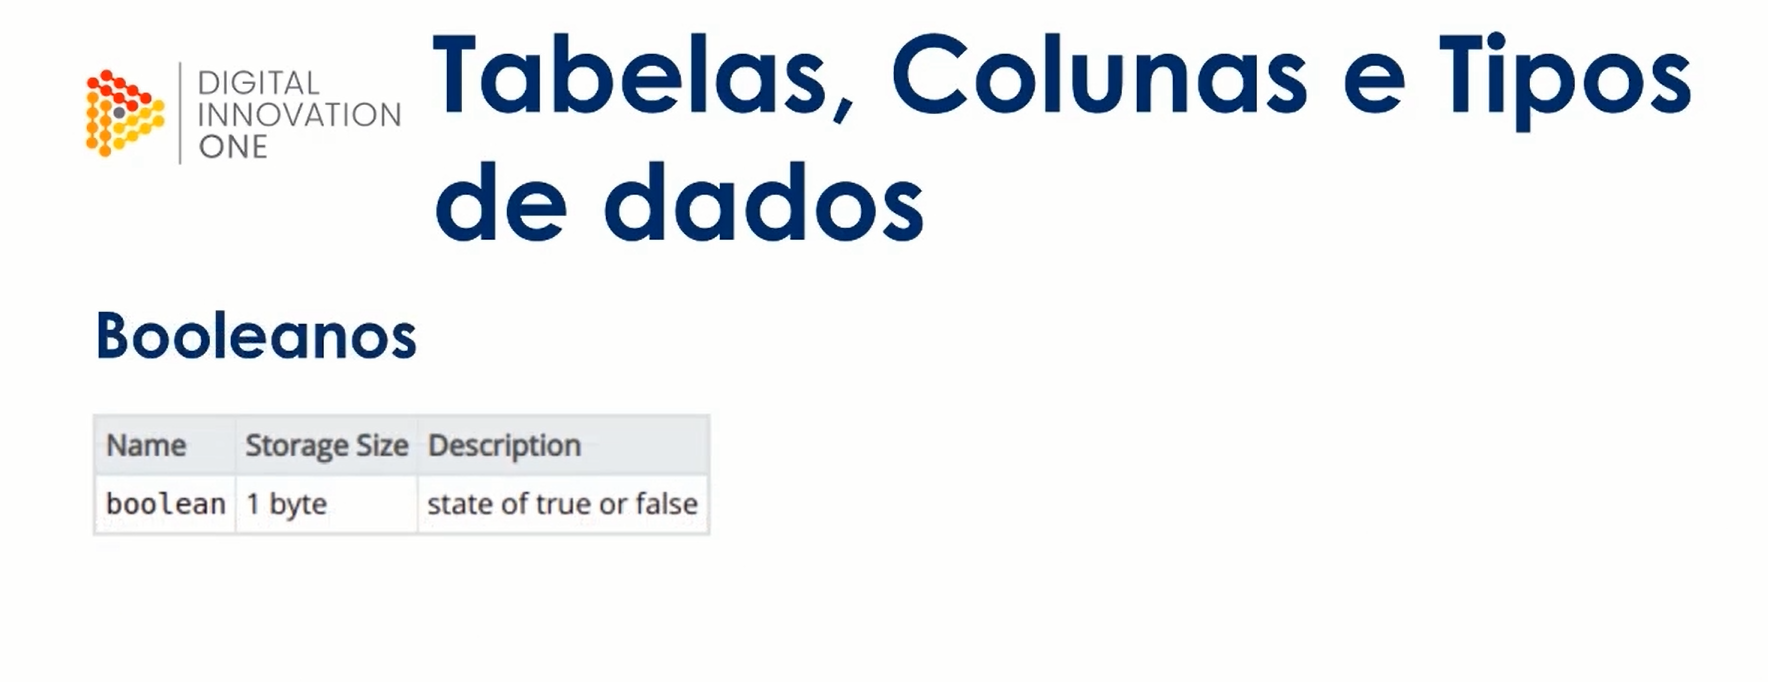 DIGITAL
INNOVATION
ONE
Tabelas, Colunas e Tipos
de dados
Booleanos
Name Storage Size Description
boolean 1 byte state of true or false